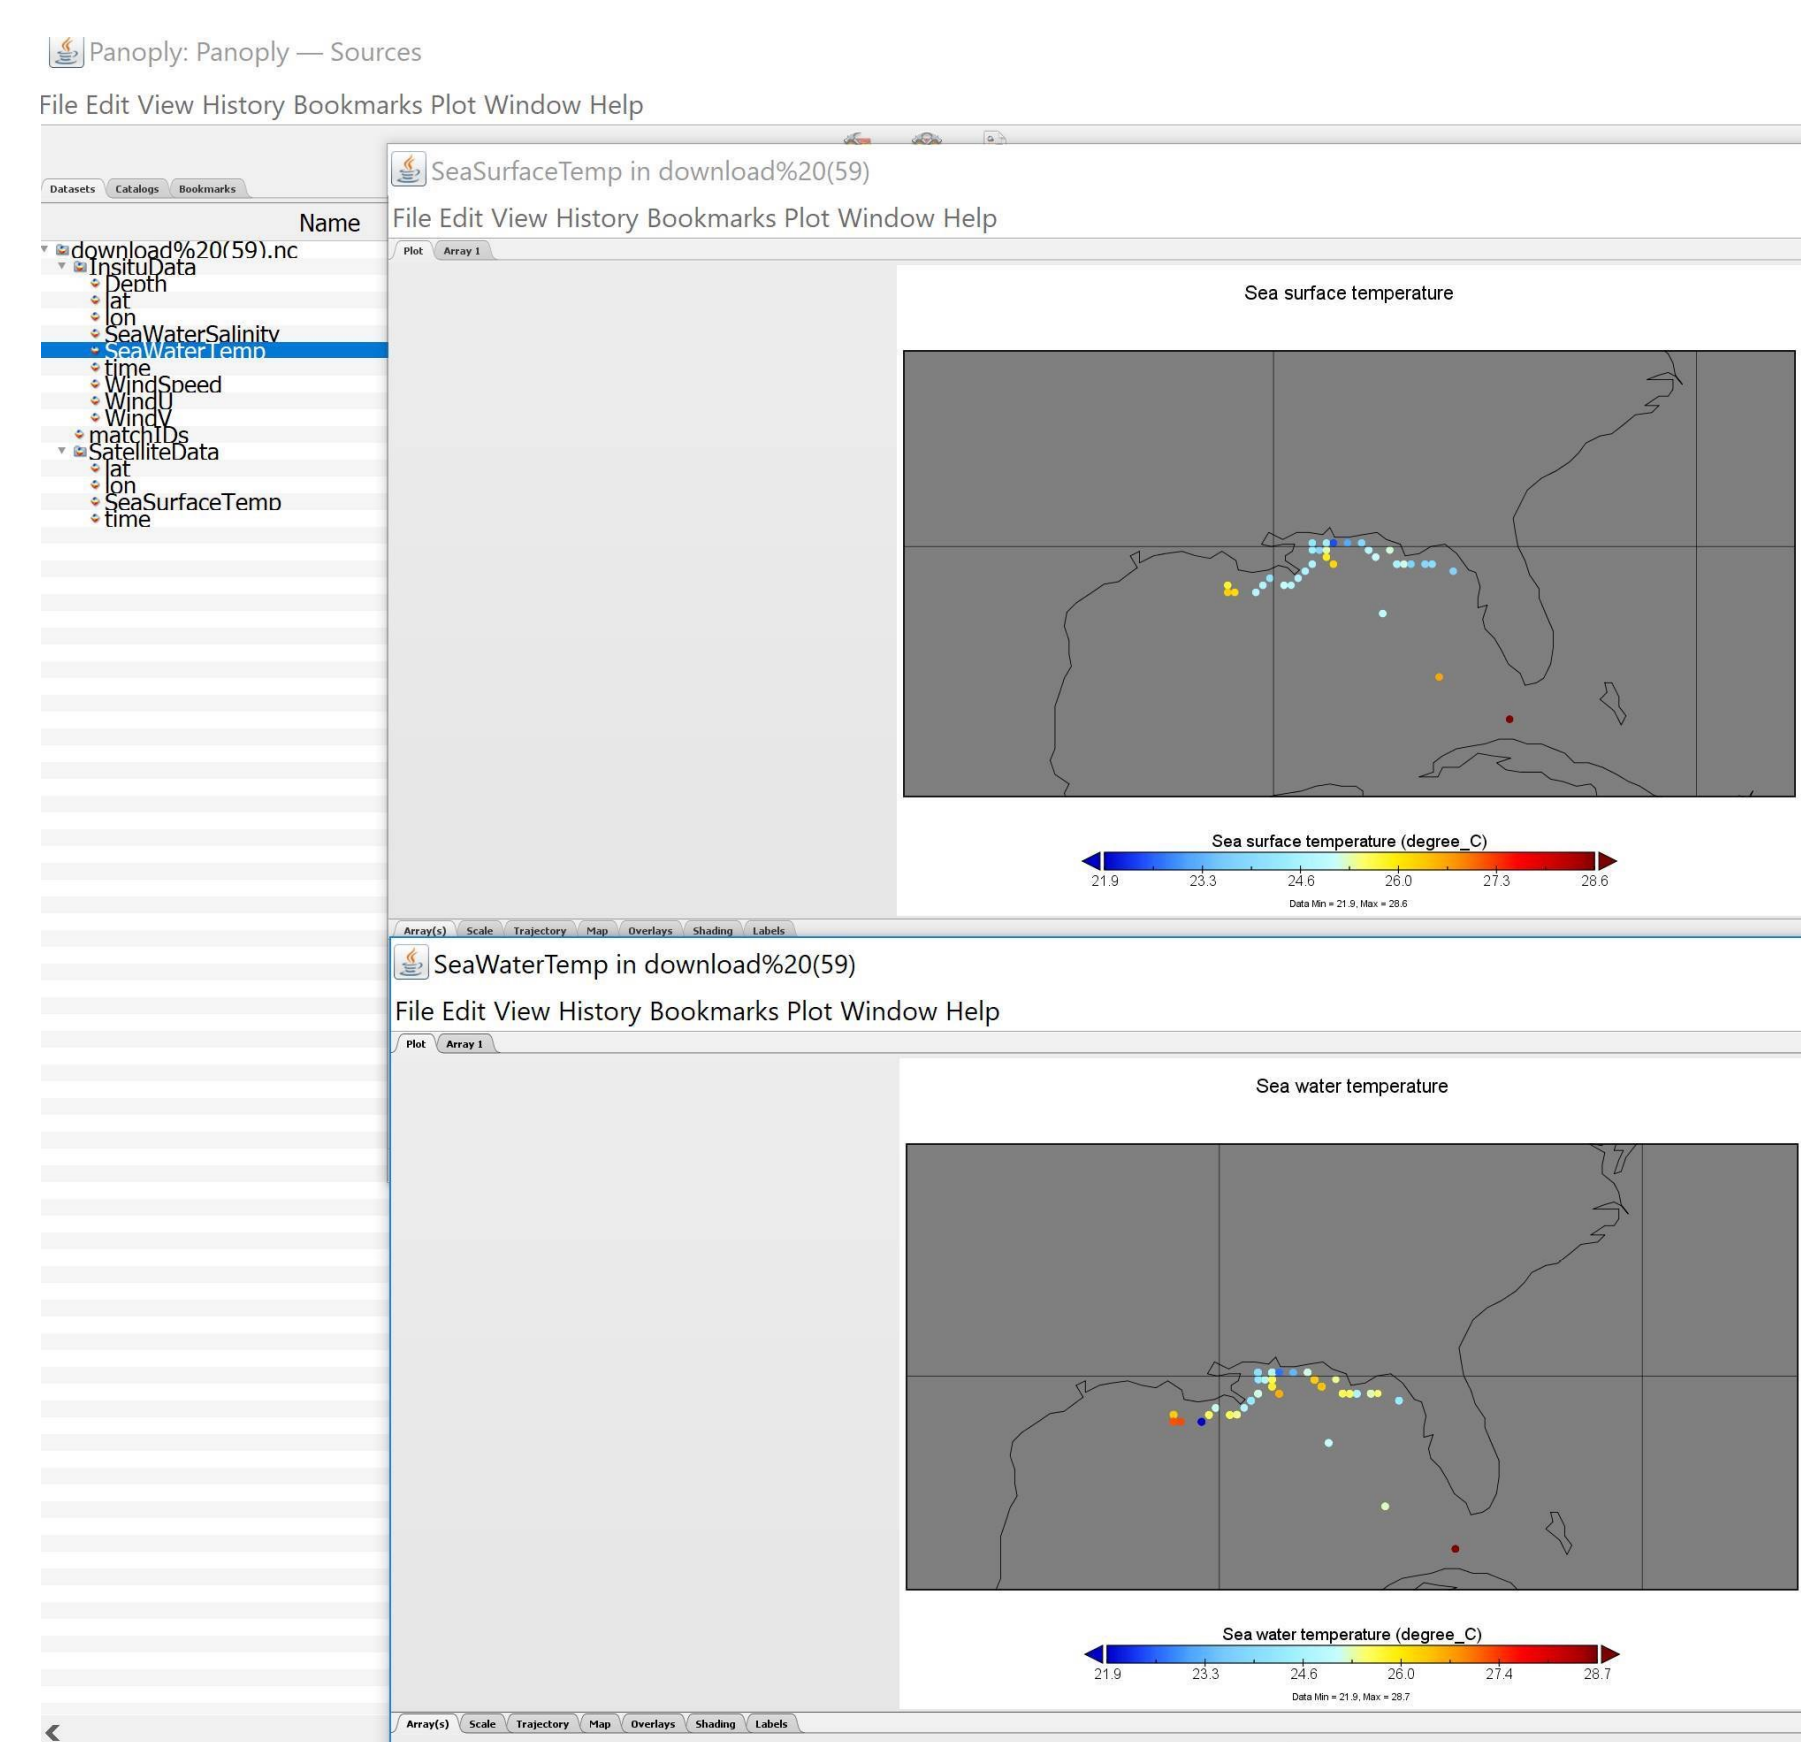 Panoply: Panoply — Sources
File Edit View History Bookmarks Plot Window Help
Datasets Catalogs Bookmarks
Name
download%20(59).nc
InsituData
Depth
lat
lon
SeaWaterSalinity
SeaWaterTemp
time
WindSpeed
WindU
WindV
matchIDs
SatelliteData
lat
lon
SeaSurfaceTemp
time
SeaSurfaceTemp in download%20(59)
File Edit View History Bookmarks Plot Window Help
Plot Array 1
Sea surface temperature
Sea surface temperature (degree_C)
21.9 23.3 24.6 26.0 27.3 28.6
Data Min = 21.9, Max = 28.6
Array(s) Scale Trajectory Map Overlays Shading Labels
SeaWaterTemp in download%20(59)
File Edit View History Bookmarks Plot Window Help
Plot Array 1
Sea water temperature
Sea water temperature (degree_C)
21.9 23.3 24.6 26.0 27.4 28.7
Data Min = 21.9, Max = 28.7
Array(s) Scale Trajectory Map Overlays Shading Labels